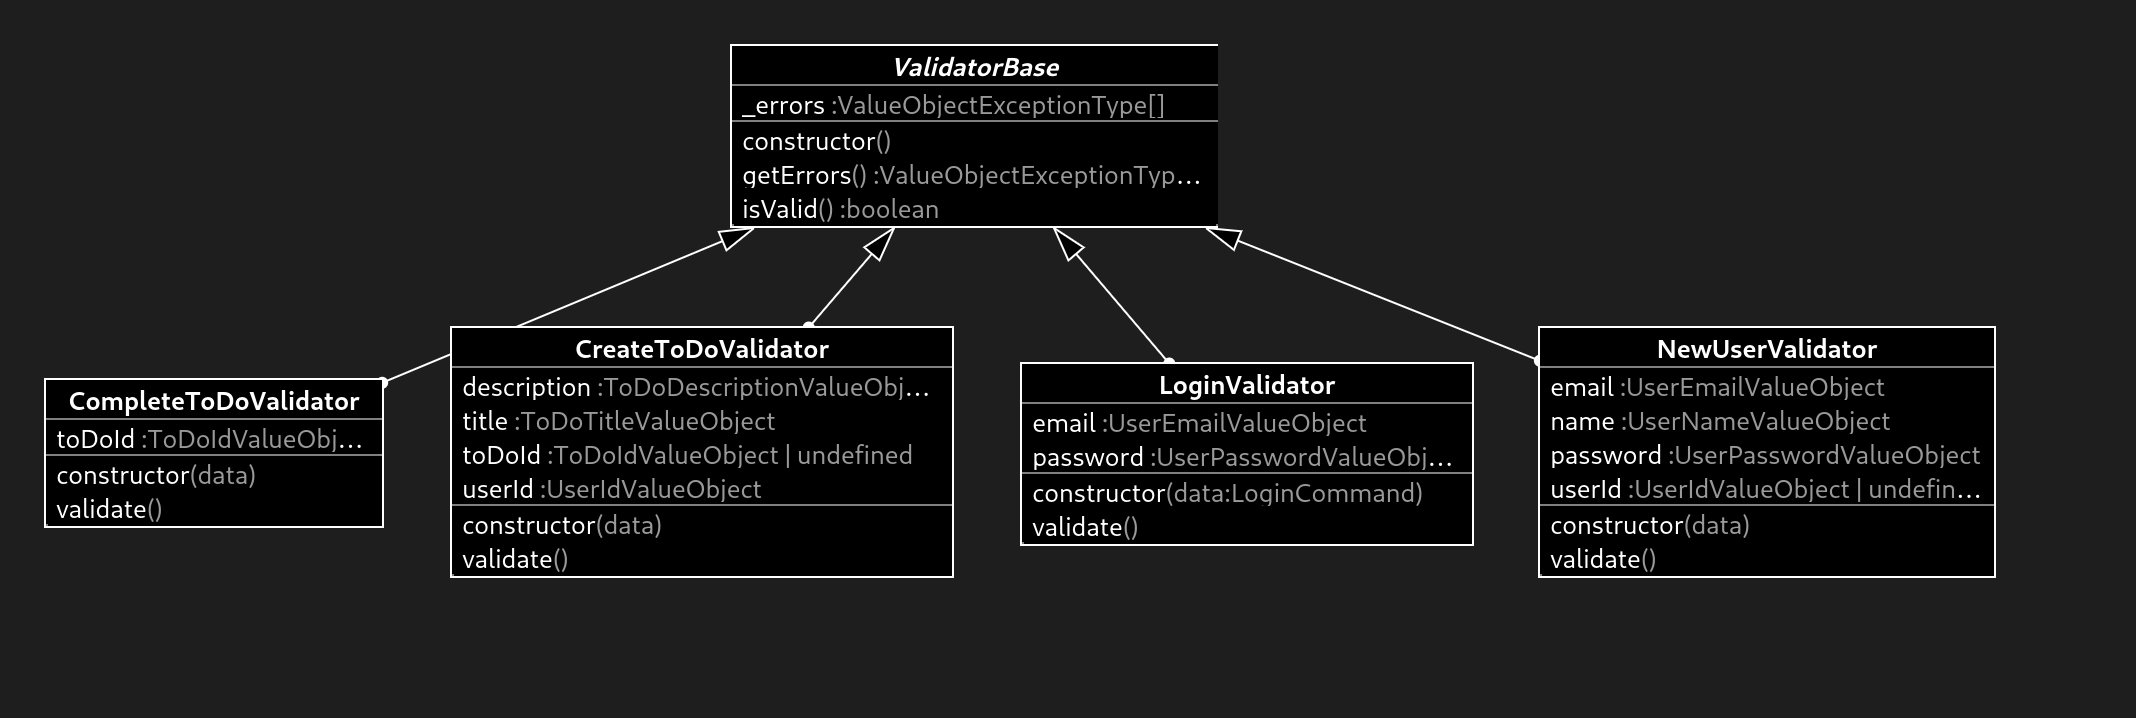 ValidatorBase
_errors :ValueObjectExceptionType[]
constructor()
getErrors() :ValueObjectExceptionTyp...
isValid() :boolean
CompleteToDoValidator
toDoId :ToDoIdValueObj...
constructor(data)
validate()
CreateToDoValidator
description :ToDoDescriptionValueObj...
title :ToDoTitleValueObject
toDoId :ToDoIdValueObject | undefined
userId :UserIdValueObject
constructor(data)
validate()
LoginValidator
email :UserEmailValueObject
password :UserPasswordValueObj...
constructor(data:LoginCommand)
validate()
NewUserValidator
email :UserEmailValueObject
name :UserNameValueObject
password :UserPasswordValueObject
userId :UserIdValueObject | undefin...
constructor(data)
validate()